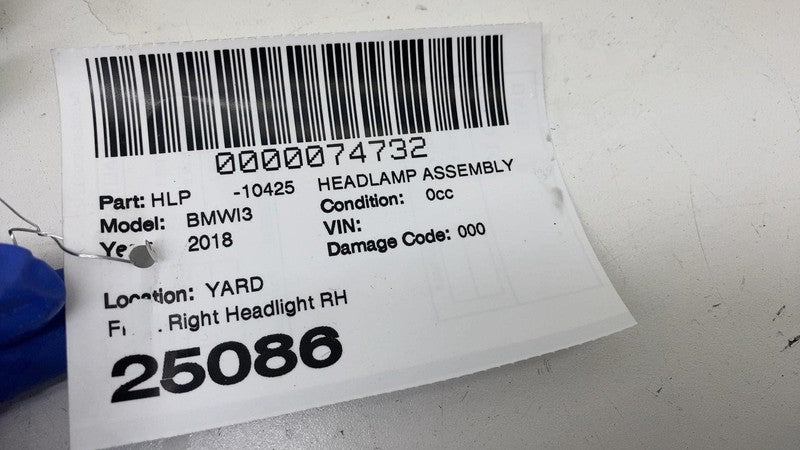 0000074732
Part: HLP -10425 HEADLAMP ASSEMBLY
Model: BMWI3 Condition: 0cc
2018 VIN:
Damage Code: 000
Location: YARD
Right Headlight RH
25086